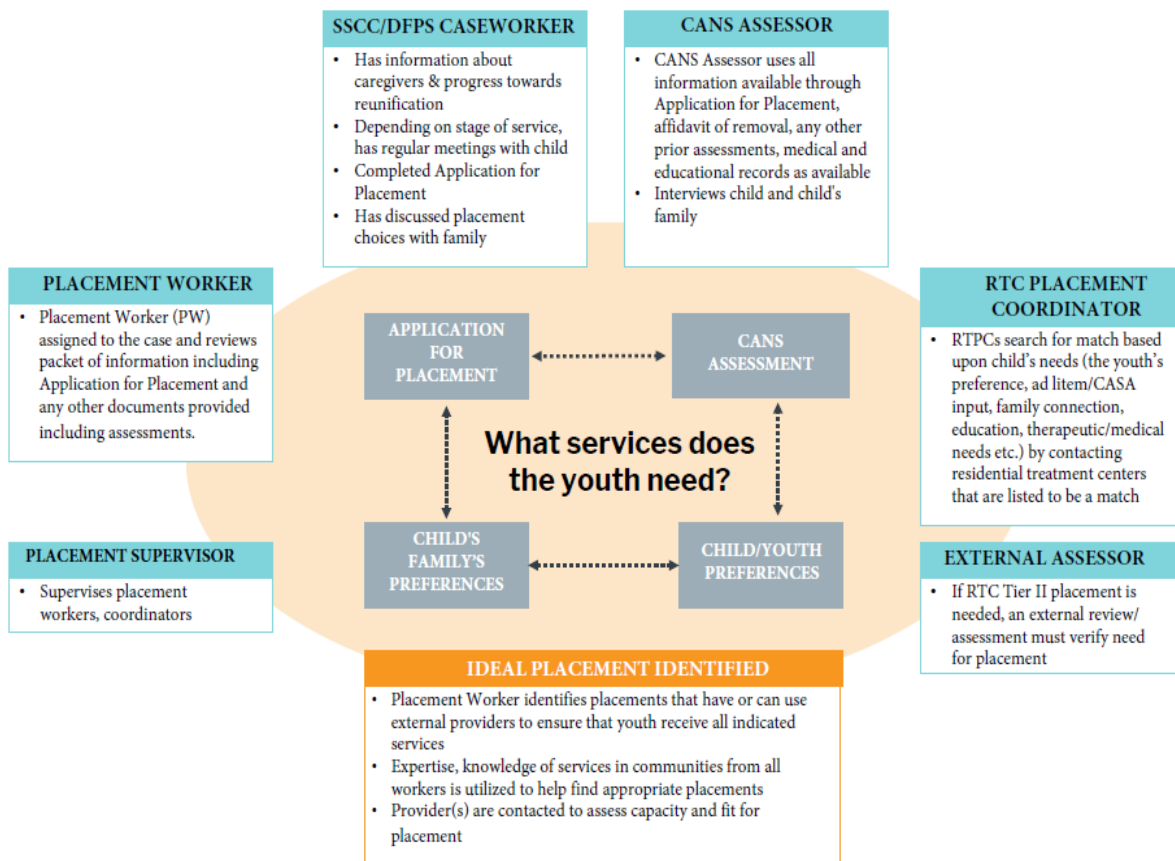 SSCC/DFPS CASEWORKER
• Has information about
caregivers & progress towards
reunification
• Depending on stage of service,
has regular meetings with child
• Completed Application for
Placement
• Has discussed placement
choices with family
CANS ASSESSOR
• CANS Assessor uses all
information available through
Application for Placement,
affidavit of removal, any other
prior assessments, medical and
educational records as available
• Interviews child and child's
family
PLACEMENT WORKER
• Placement Worker (PW)
assigned to the case and reviews
packet of information including
Application for Placement and
any other documents provided
including assessments.
APPLICATION
FOR
PLACEMENT
CANS
ASSESSMENT
RTC PLACEMENT
COORDINATOR
• RTPCs search for match based
upon child's needs (the youth's
preference, ad litem/CASA
input, family connection,
education, therapeutic/medical
needs etc.) by contacting
residential treatment centers
that are listed to be a match
What services does
the youth need?
CHILD'S
FAMILY'S
PREFERENCES
CHILD/YOUTH
PREFERENCES
PLACEMENT SUPERVISOR
• Supervises placement
workers, coordinators
EXTERNAL ASSESSOR
• If RTC Tier II placement is
needed, an external review/
assessment must verify need
for placement
IDEAL PLACEMENT IDENTIFIED
• Placement Worker identifies placements that have or can use
external providers to ensure that youth receive all indicated
services
• Expertise, knowledge of services in communities from all
workers is utilized to help find appropriate placements
• Provider(s) are contacted to assess capacity and fit for
placement